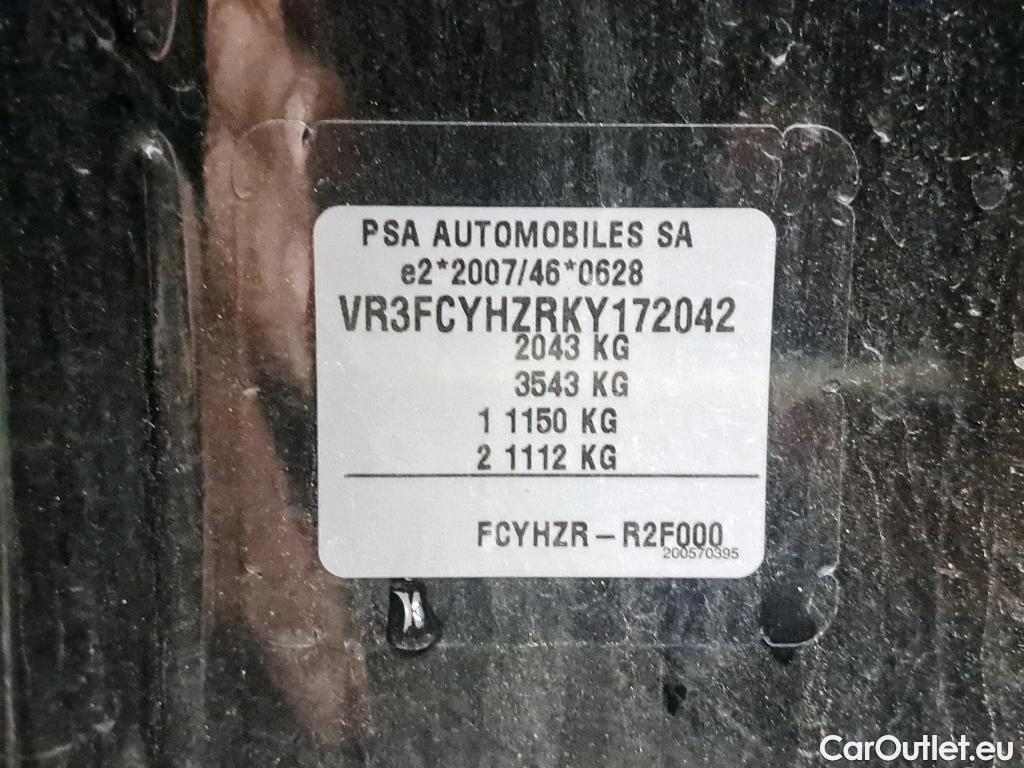 PSA AUTOMOBILES SA
e2*2007/46*0628
VR3FCYHZRKY172042
2043 KG
3543 KG
1 1150 KG
2 1112 KG
FCYHZR – R2F000
200570395
CarOutlet.eu